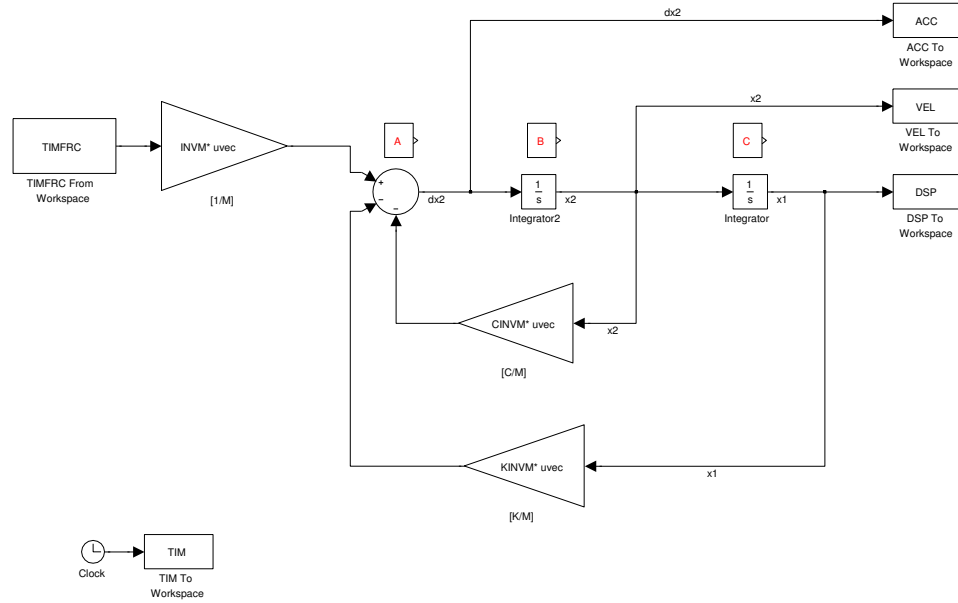 dx2
ACC
ACC To
Workspace
x2
VEL
VEL To
Workspace
TIMFRC
TIMFRC From
Workspace
INVM* uvec
[1/M]
A
B
C
+
−
−
dx2
1
s
Integrator2
x2
1
s
Integrator
x1
DSP
DSP To
Workspace
CINVM* uvec
x2
[C/M]
KINVM* uvec
x1
[K/M]
Clock
TIM
TIM To
Workspace